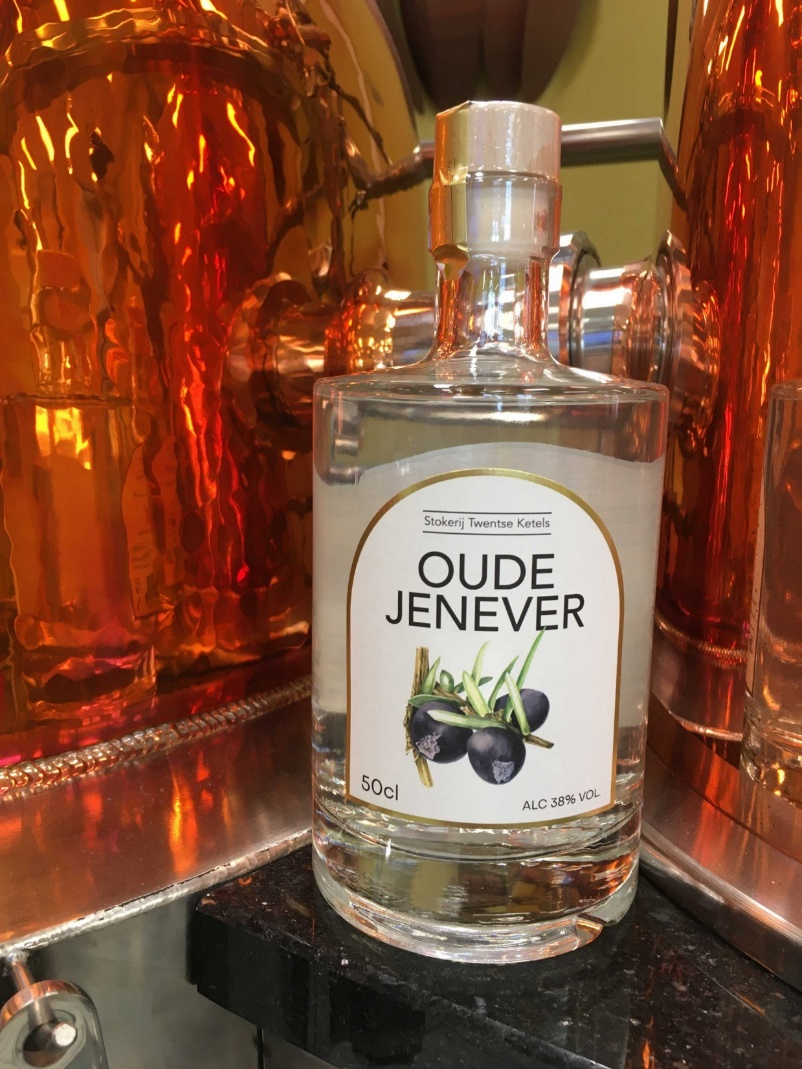 Stokerij Twentse Ketels
OUDE
JENEVER
50cl
ALC 38% VOL.